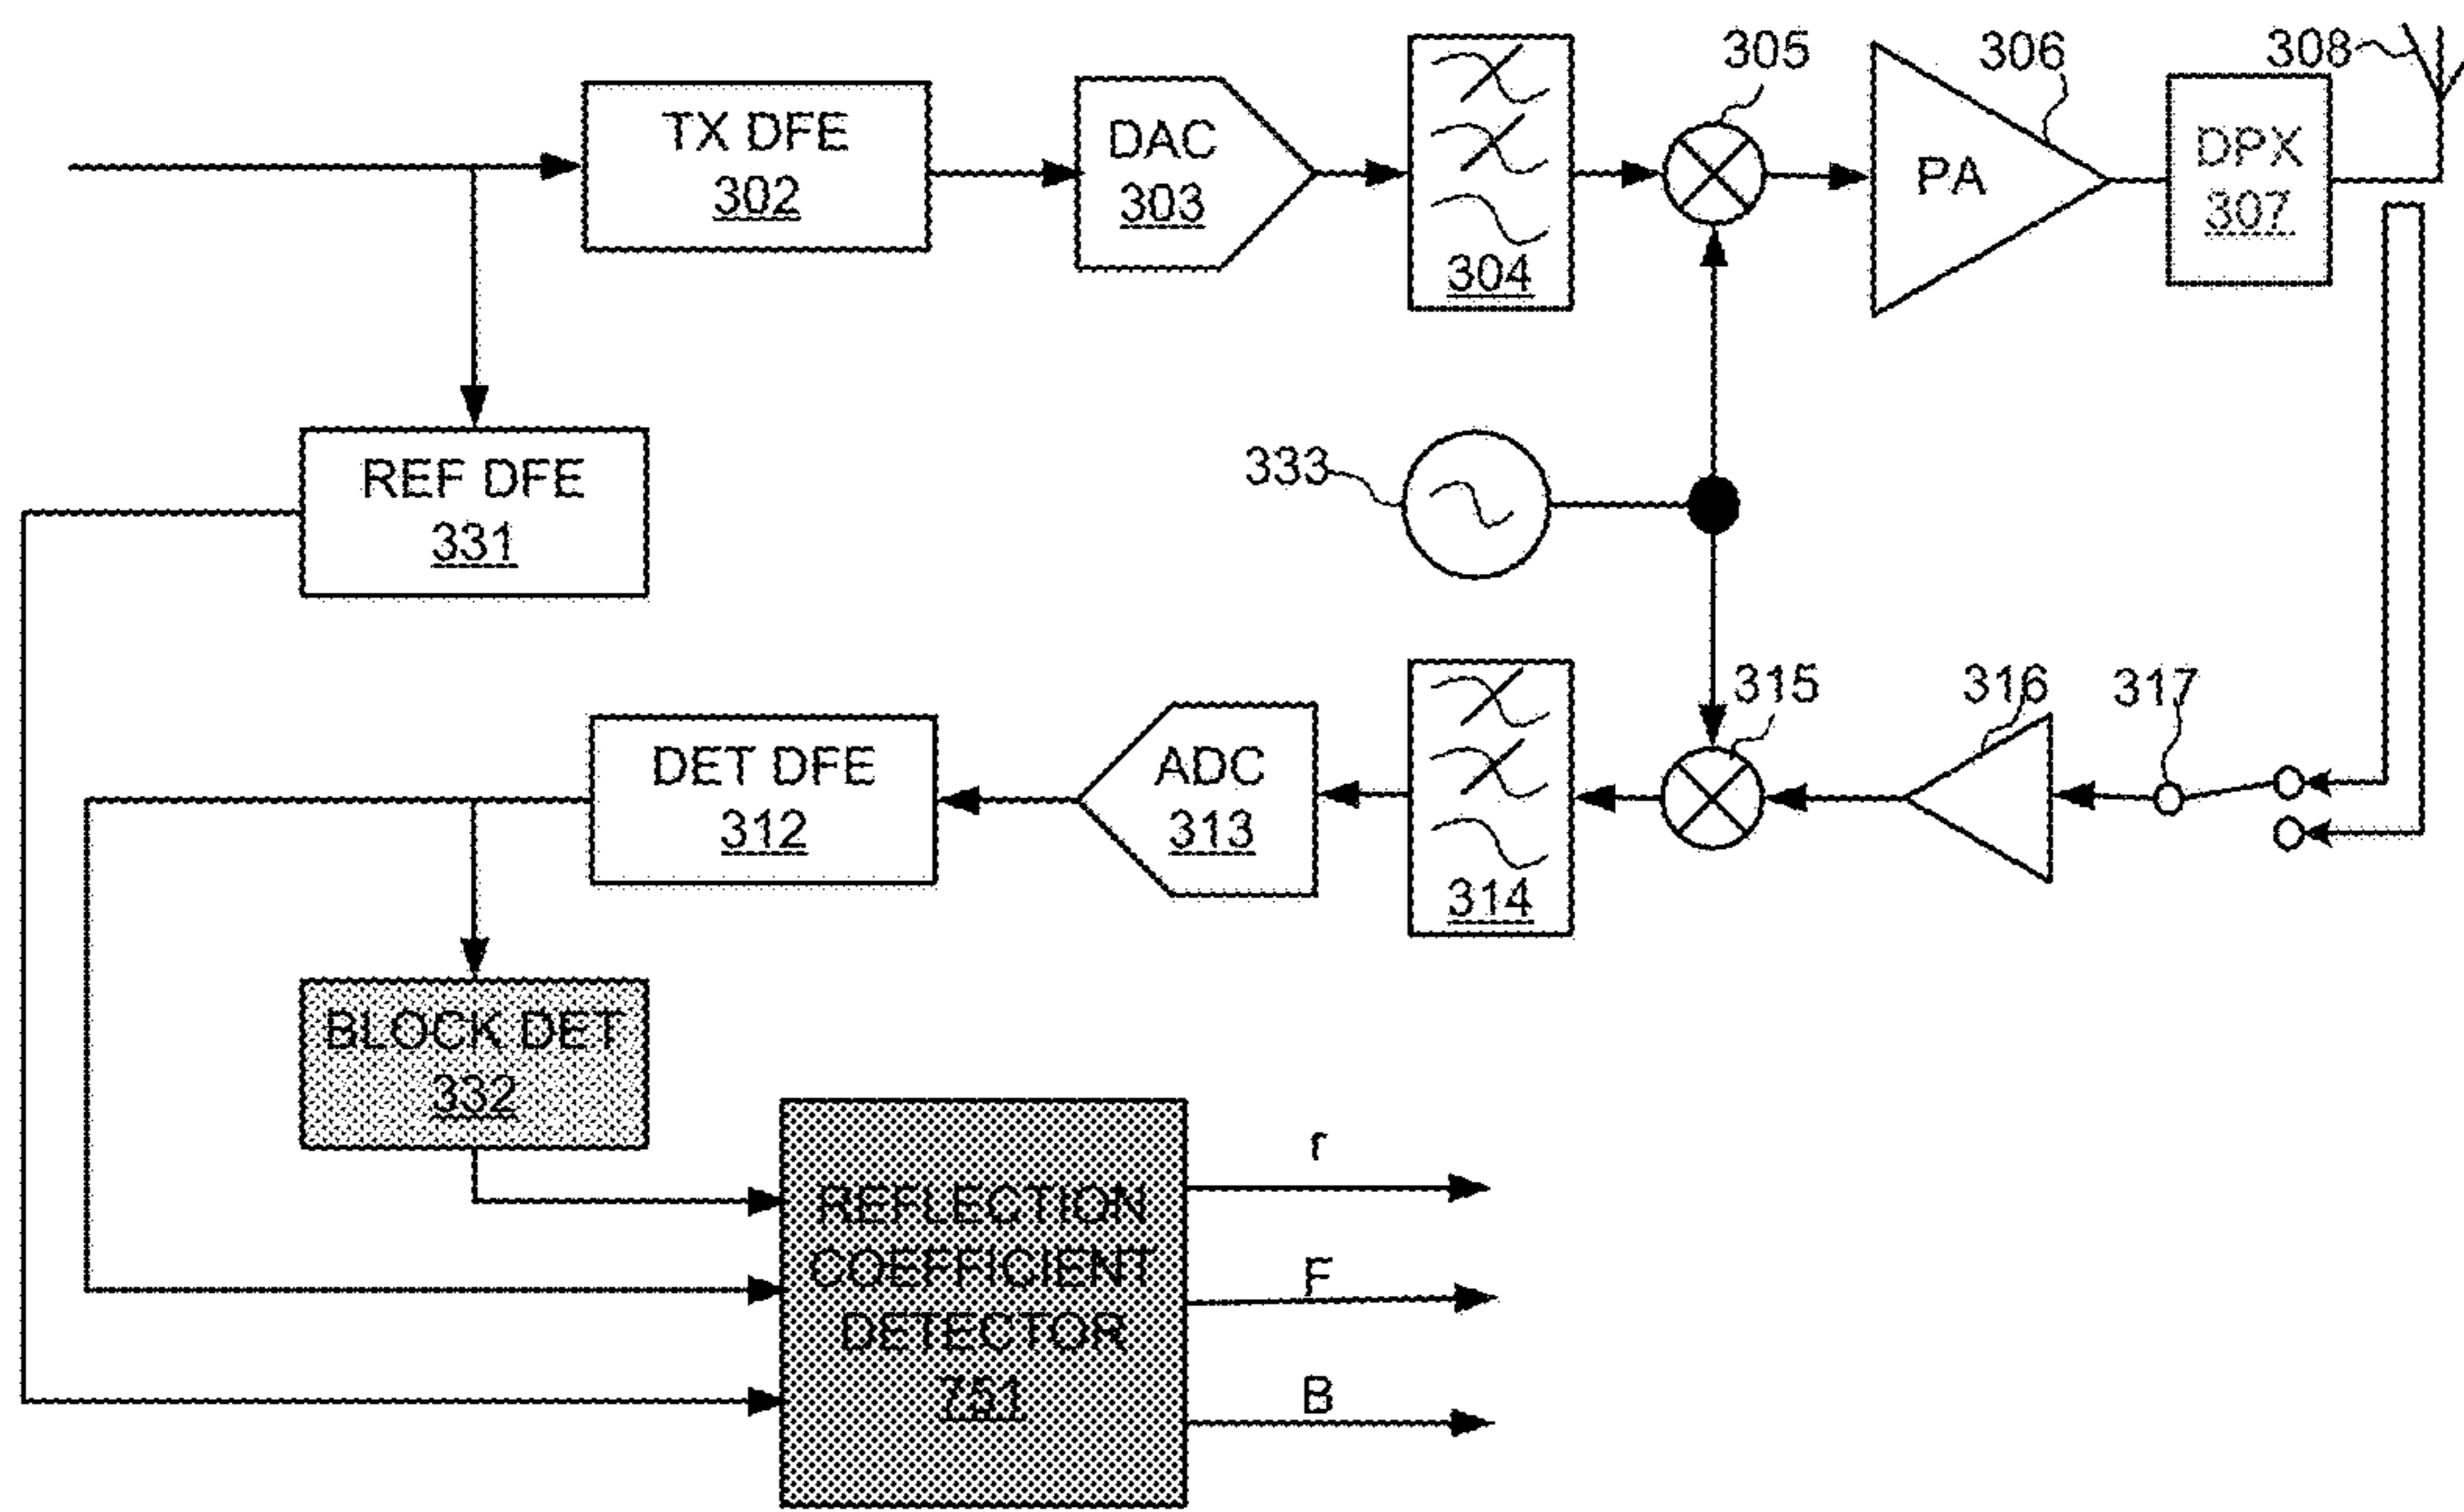 305
306
308
TX DFE
302
DAC
303
304
PA
DPX
307
REF DFE
331
333
DET DFE
312
ADC
313
314
315
316
317
BLOCK DET
332
REFLECTION
COEFFICIENT
DETECTOR
751
r
F
B